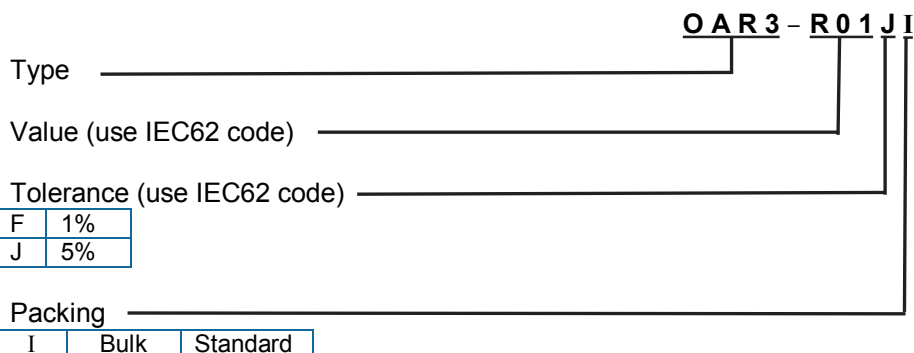 OAR3 – R01JI
Type
Value (use IEC62 code)
Tolerance (use IEC62 code)
F 1%
J 5%
Packing
I Bulk Standard